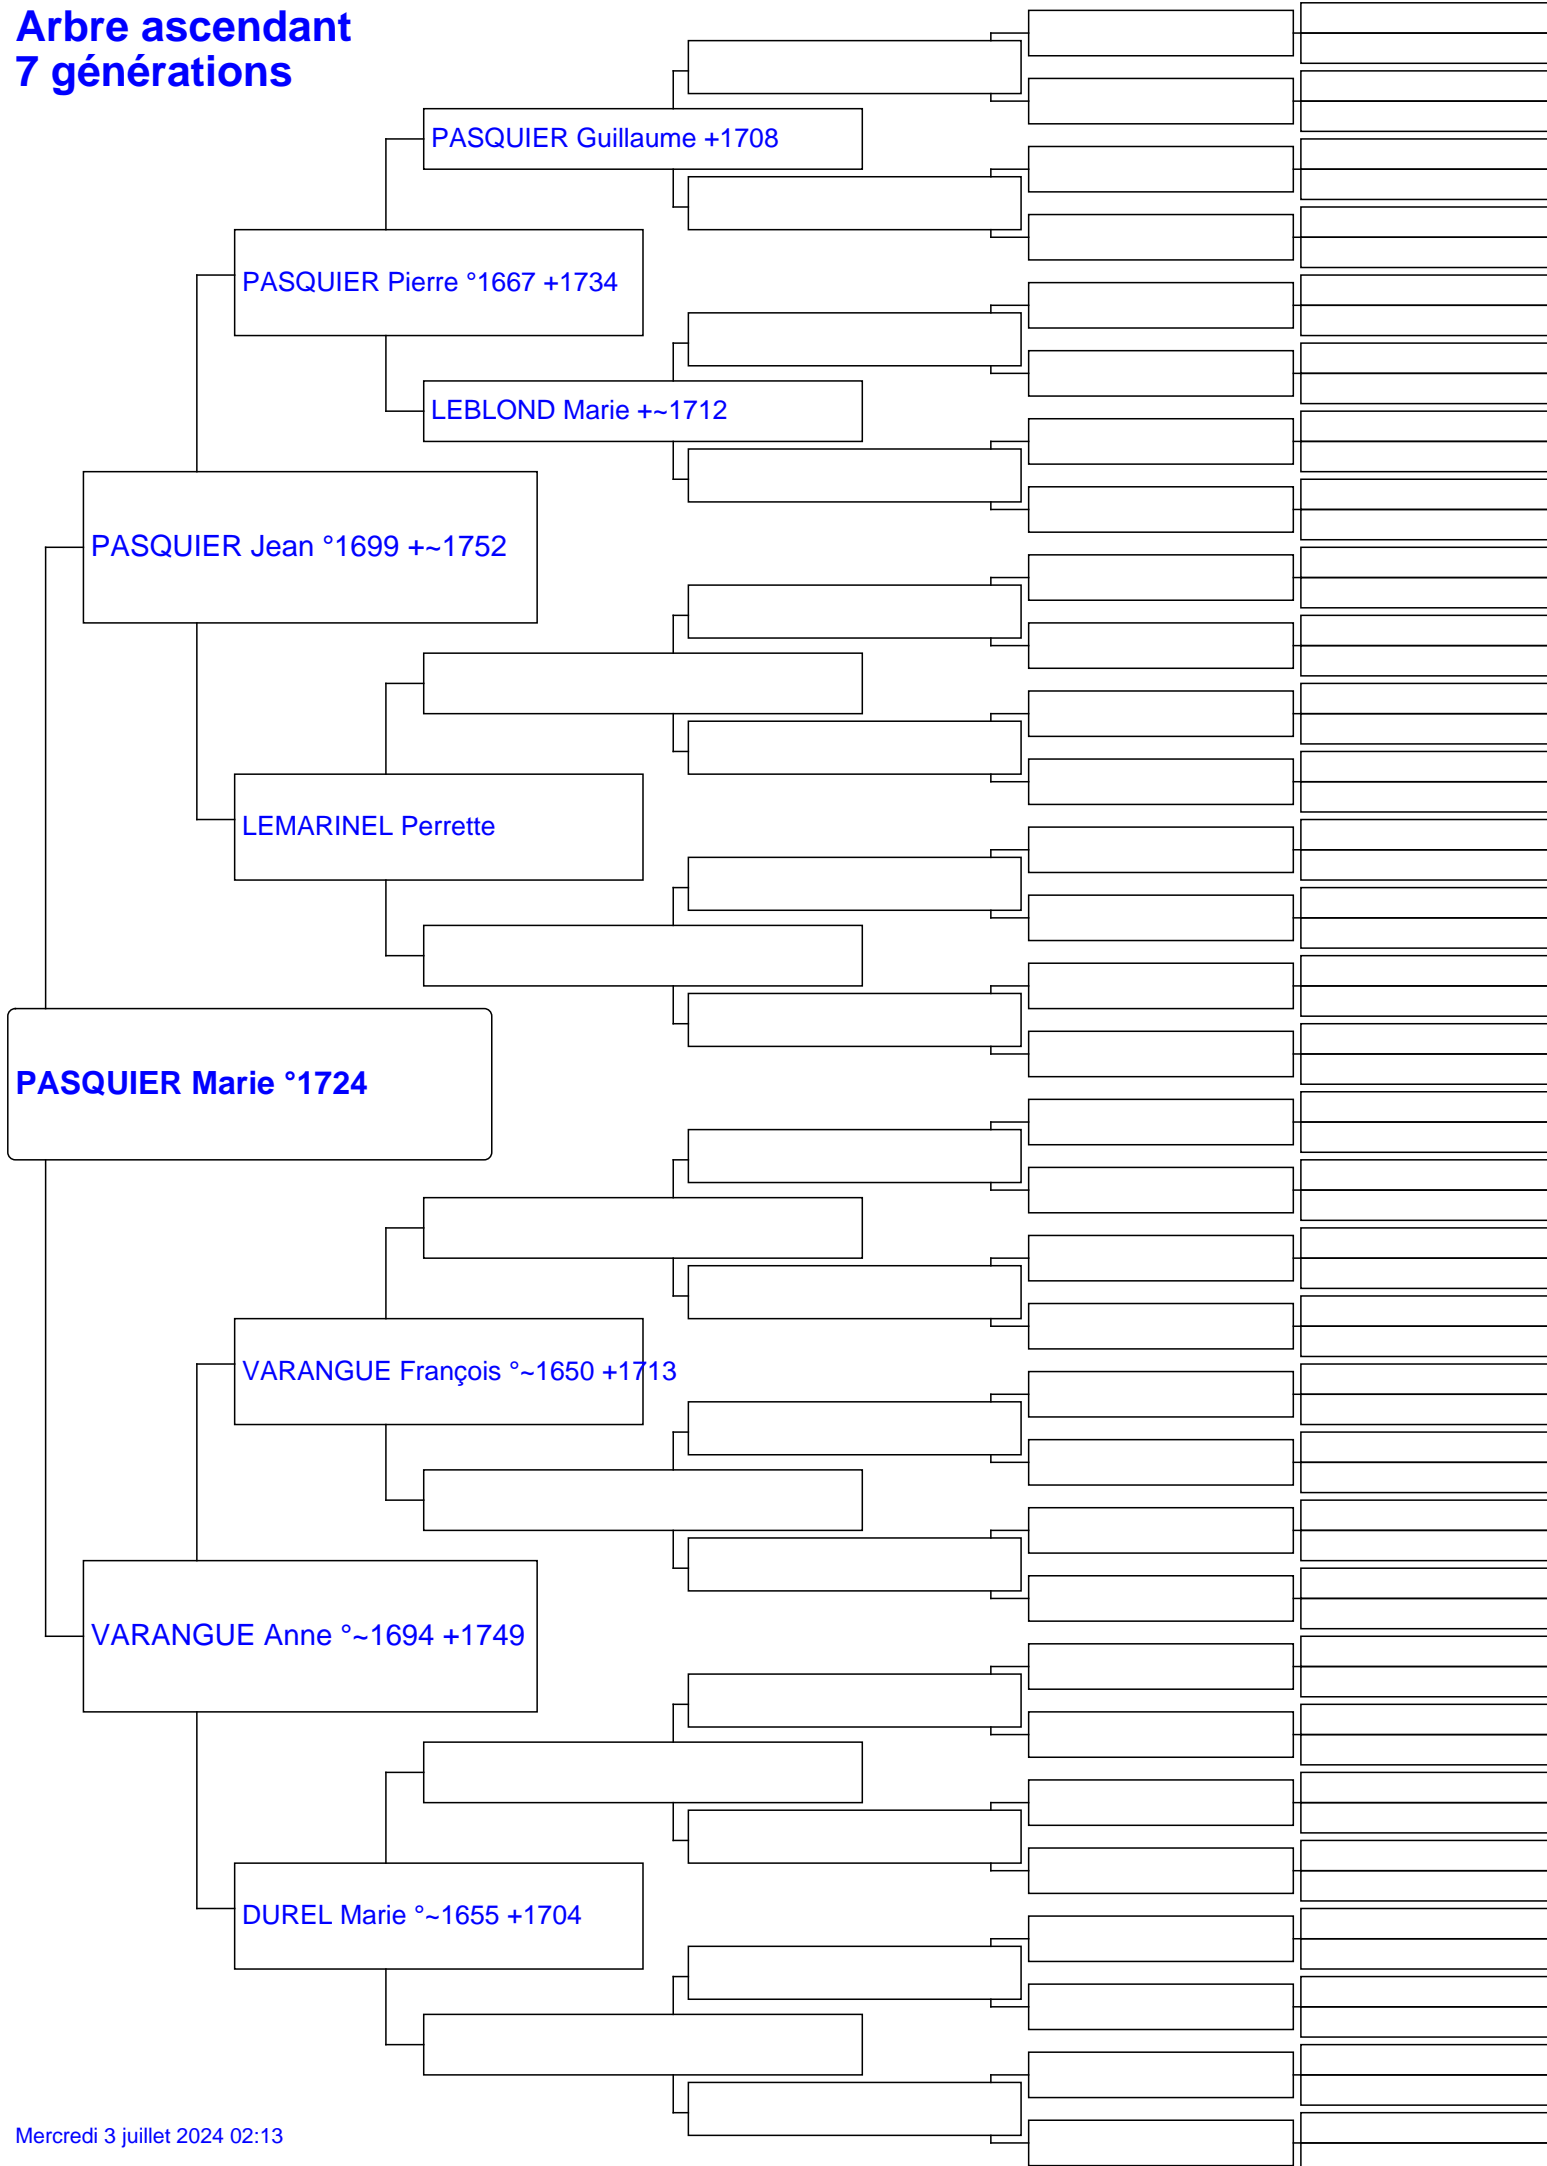 Arbre ascendant
7 générations
PASQUIER Guillaume +1708
PASQUIER Pierre °1667 +1734
LEBLOND Marie +~1712
PASQUIER Jean °1699 +~1752
LEMARINEL Perrette
PASQUIER Marie °1724
VARANGUE François °~1650 +1713
VARANGUE Anne °~1694 +1749
DUREL Marie °~1655 +1704
Mercredi 3 juillet 2024 02:13